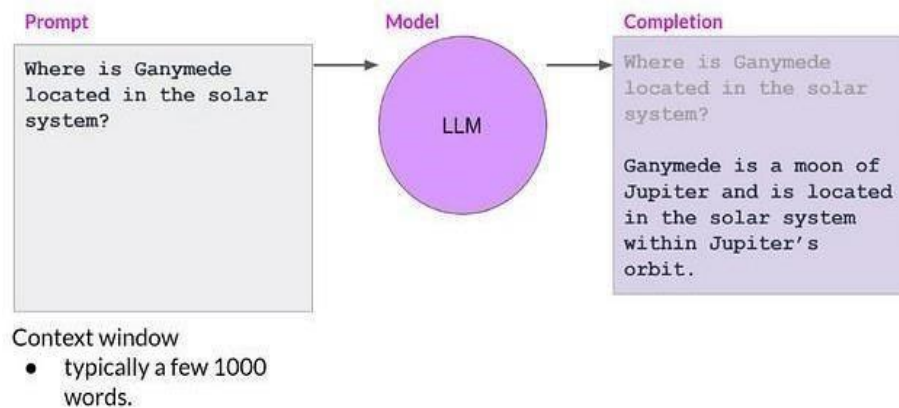 Prompt
Model
Completion
Where is Ganymede
located in the solar
system?
LLM
Where is Ganymede
located in the solar
system?
Ganymede is a moon of
Jupiter and is located
in the solar system
within Jupiter's
orbit.
Context window
● typically a few 1000
words.